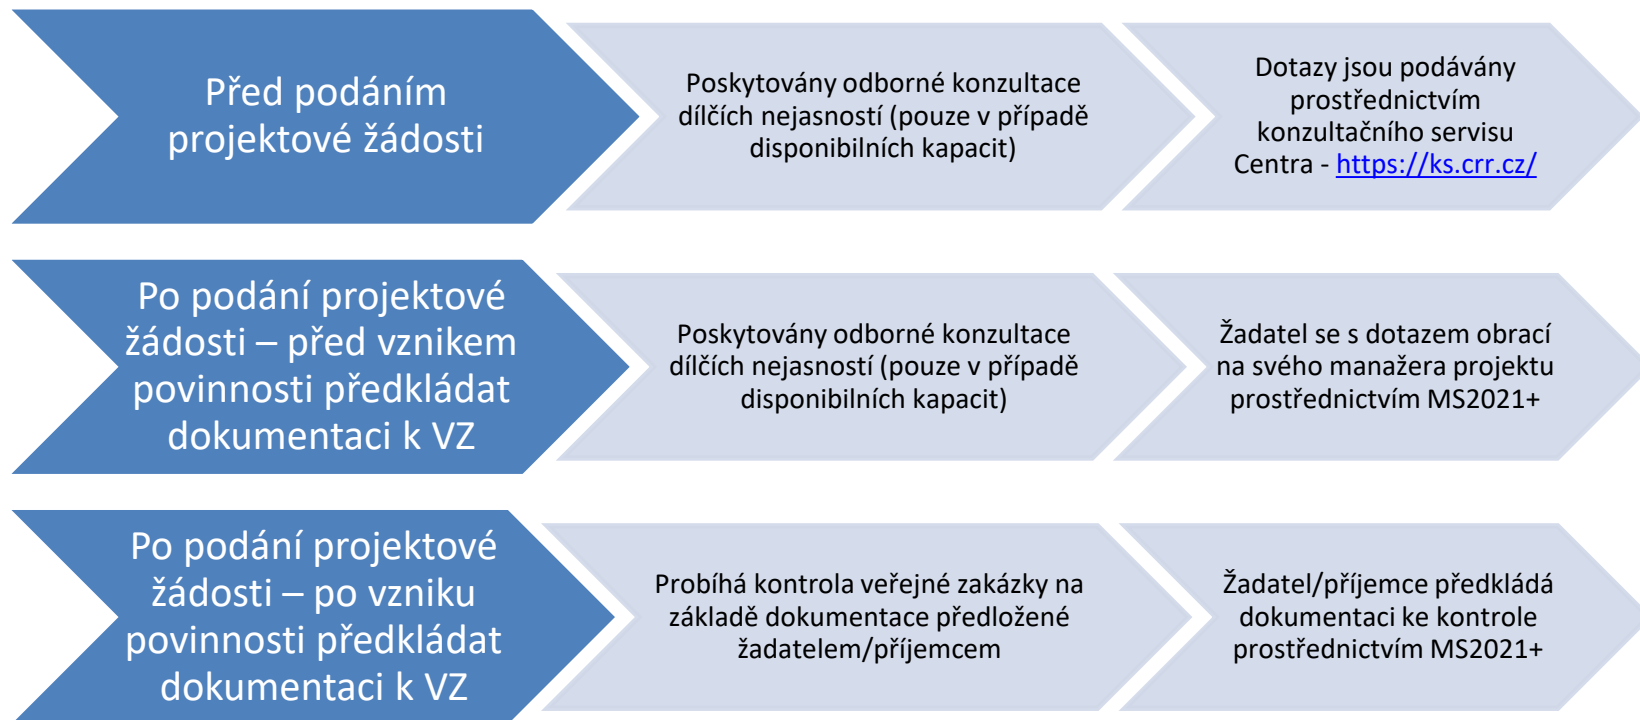 Před podáním
projektové žádosti
Poskytovány odborné konzultace
dílčích nejasností (pouze v případě
disponibilních kapacit)
Dotazy jsou podávány
prostřednictvím
konzultačního servisu
Centra - https://ks.crr.cz/
Po podání projektové
žádosti – před vznikem
povinnosti předkládat
dokumentaci k VZ
Poskytovány odborné konzultace
dílčích nejasností (pouze v případě
disponibilních kapacit)
Žadatel se s dotazem obrací
na svého manažera projektu
prostřednictvím MS2021+
Po podání projektové
žádosti – po vzniku
povinnosti předkládat
dokumentaci k VZ
Probíhá kontrola veřejné zakázky na
základě dokumentace předložené
žadatelem/příjemcem
Žadatel/příjemce předkládá
dokumentaci ke kontrole
prostřednictvím MS2021+